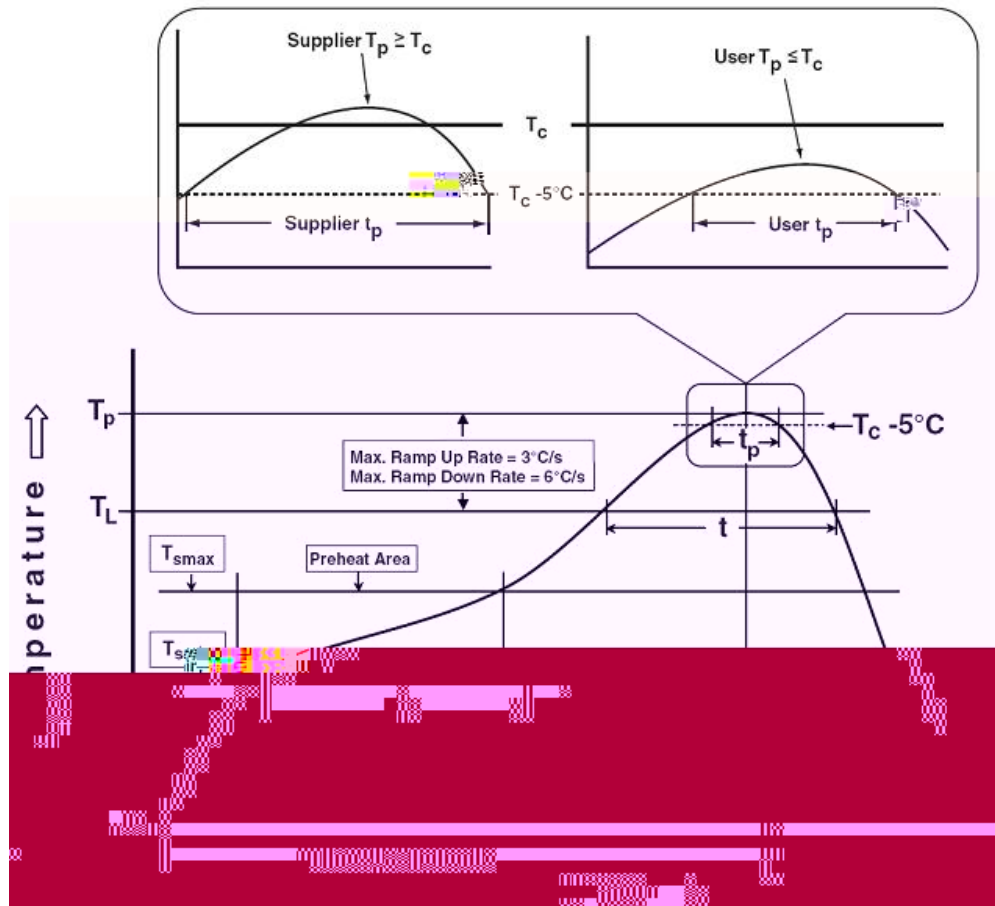 Supplier Tp ≥ Tc
User Tp ≤ Tc
Tc
Tc -5°C
Supplier tp
User tp
Tp
Tc -5°C
tp
Max. Ramp Up Rate = 3°C/s
Max. Ramp Down Rate = 6°C/s
TL
t
Tsmax
Preheat Area